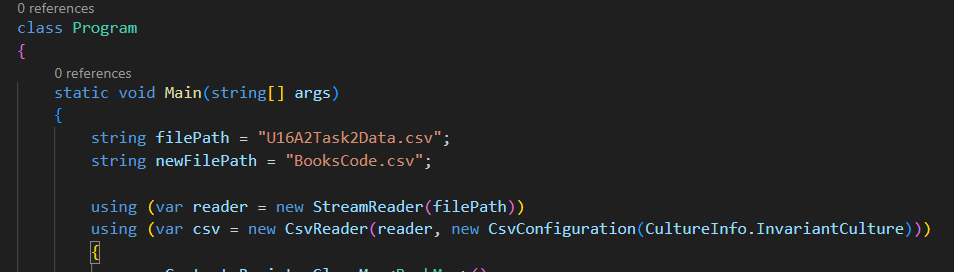 0 references
class Program
{
0 references
static void Main(string[] args)
{
string filePath = "U16A2Task2Data.csv";
string newFilePath = "BooksCode.csv";
using (var reader = new StreamReader(filePath))
using (var csv = new CsvReader(reader, new CsvConfiguration(CultureInfo.InvariantCulture)))
{